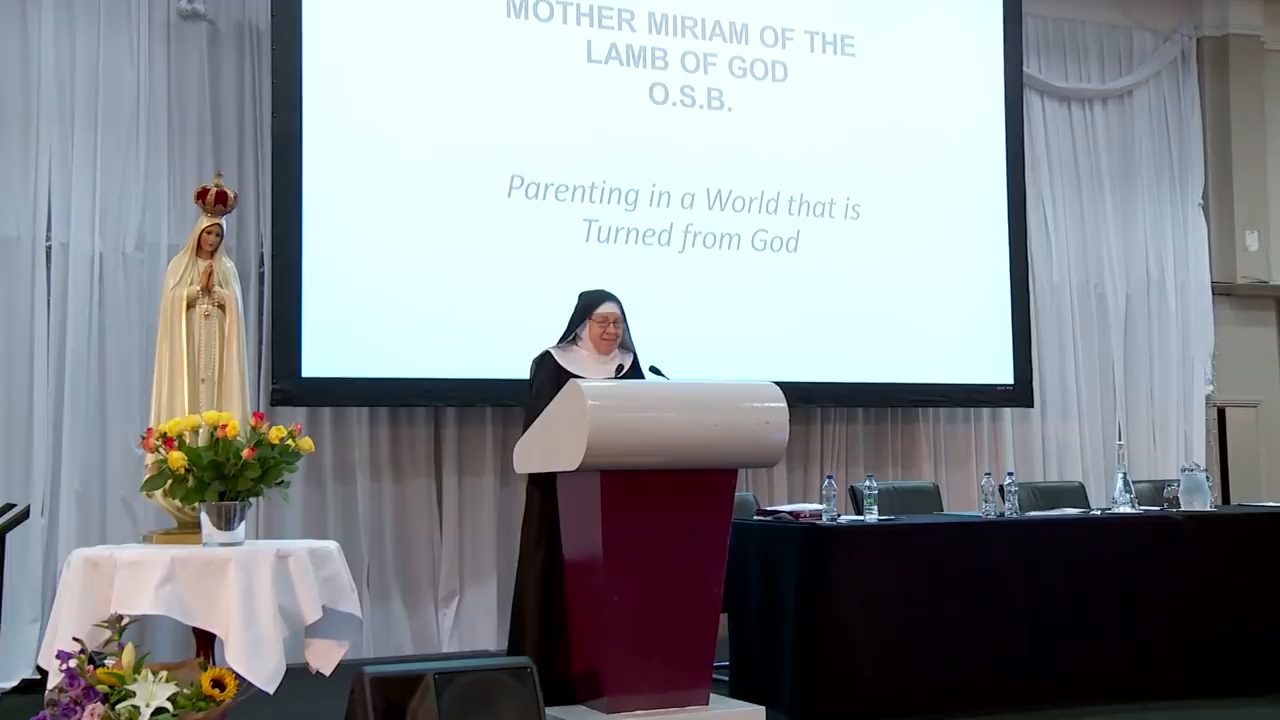 MOTHER MIRIAM OF THE
LAMB OF GOD
O.S.B.
Parenting in a World that is
Turned from God